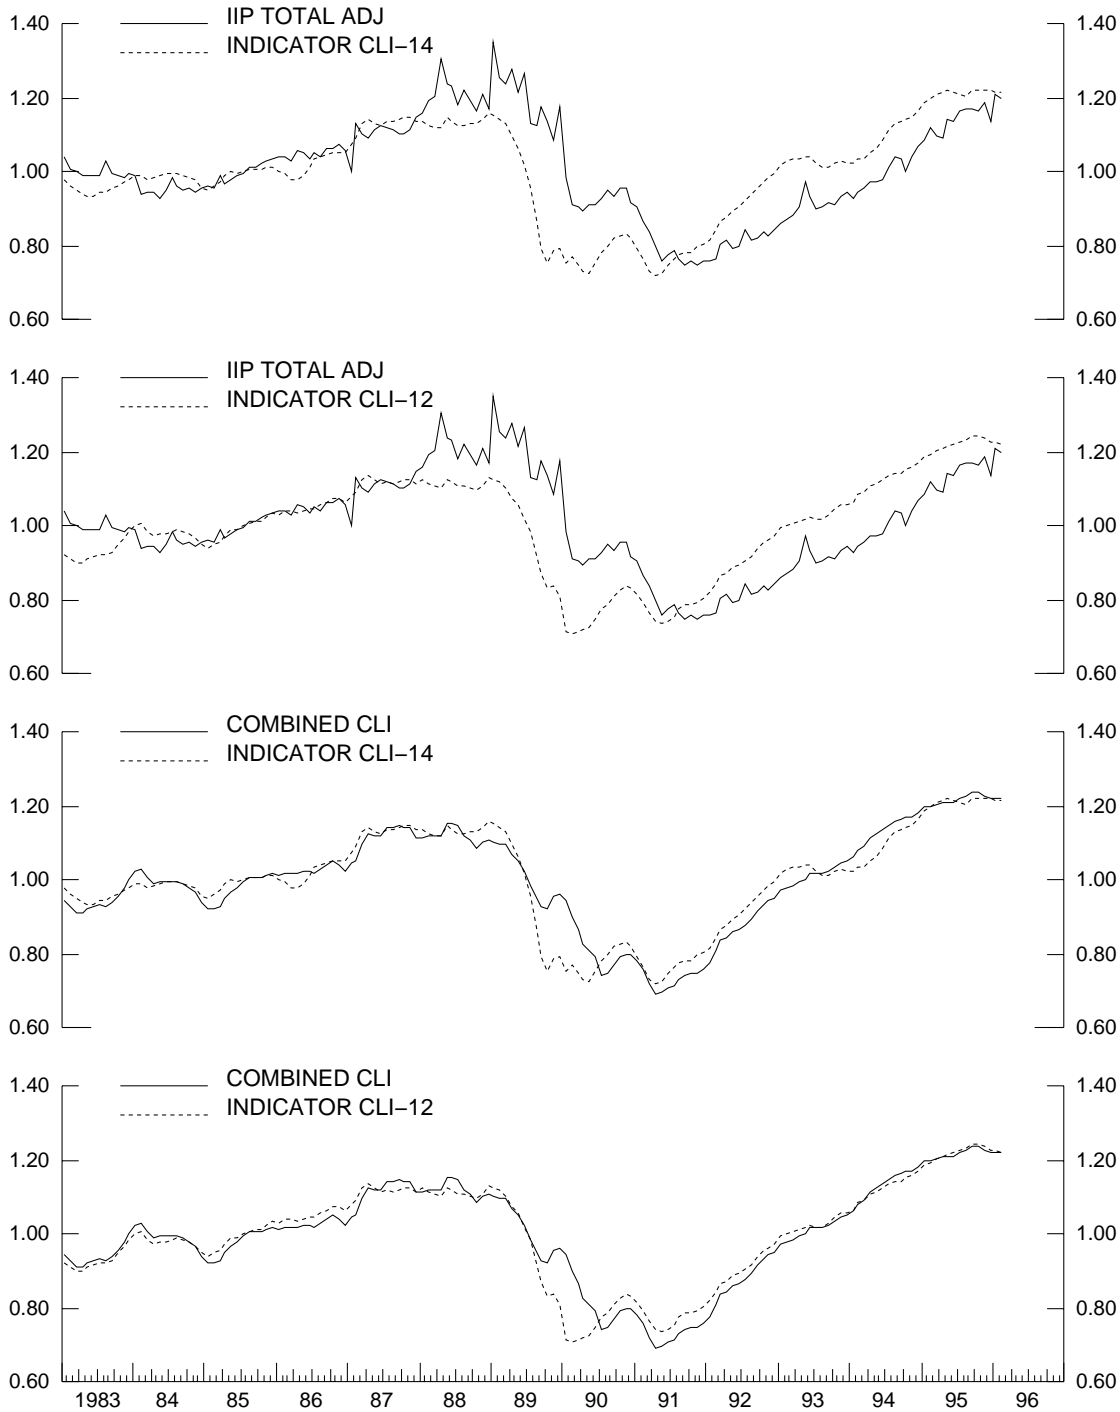 1.40 IIP TOTAL ADJ 1.40
INDICATOR CLI−14
1.20 1.20
1.00 1.00
0.80 0.80
0.60 0.60
1.40 IIP TOTAL ADJ 1.40
INDICATOR CLI−12
1.20 1.20
1.00 1.00
0.80 0.80
0.60 0.60
COMBINED CLI
1.40 1.40
INDICATOR CLI−14
1.20 1.20
1.00 1.00
0.80 0.80
0.60 0.60
COMBINED CLI
1.40 1.40
INDICATOR CLI−12
1.20 1.20
1.00 1.00
0.80 0.80
0.60 0.60
1983 84 85 86 87 88 89 90 91 92 93 94 95 96